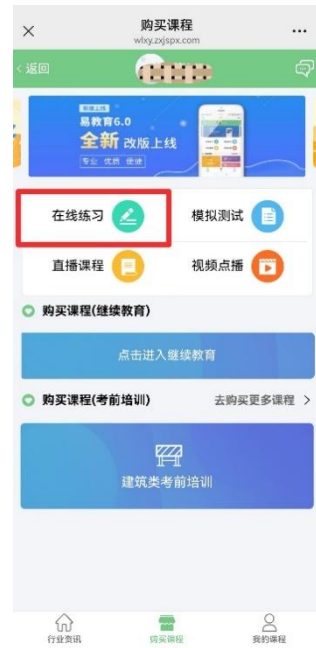 购买课程
wlxy.zxjspx.com
返回
易教育6.0
全新 改版上线
专业 优质 便捷
在线练习
模拟测试
直播课程
视频点播
购买课程(继续教育)
点击进入继续教育
购买课程(考前培训)
去购买更多课程
建筑类考前培训
行业资讯
购买课程
我的课程